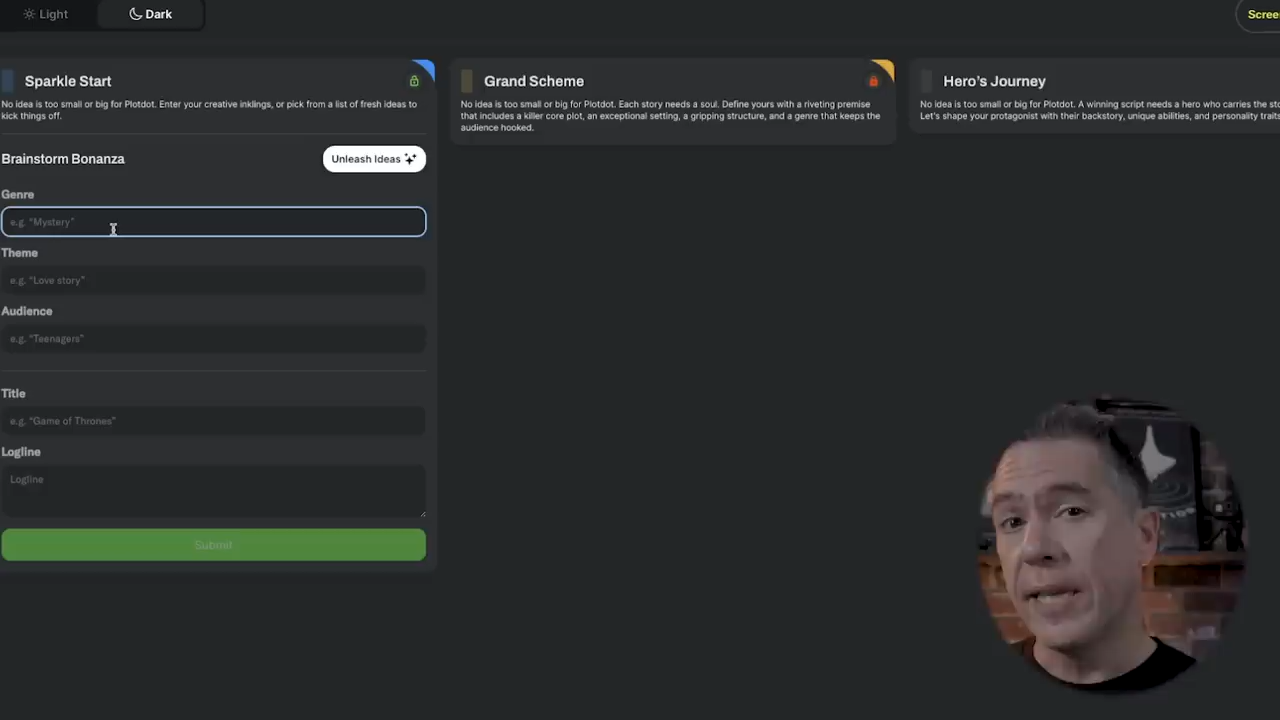 Light
Dark
Scree
Sparkle Start
No idea is too small or big for Plotdot. Enter your creative inklings, or pick from a list of fresh ideas to
kick things off.
Brainstorm Bonanza
Unleash Ideas
Genre
e.g. “Mystery”
Theme
e.g. “Love story”
Audience
e.g. “Teenagers”
Title
e.g. “Game of Thrones”
Logline
Logline
Submit
Grand Scheme
No idea is too small or big for Plotdot. Each story needs a soul. Define yours with a riveting premise
that includes a killer core plot, an exceptional setting, a gripping structure, and a genre that keeps the
audience hooked.
Hero’s Journey
No idea is too small or big for Plotdot. A winning script needs a hero who carries the sto
Let's shape your protagonist with their backstory, unique abilities, and personality traits